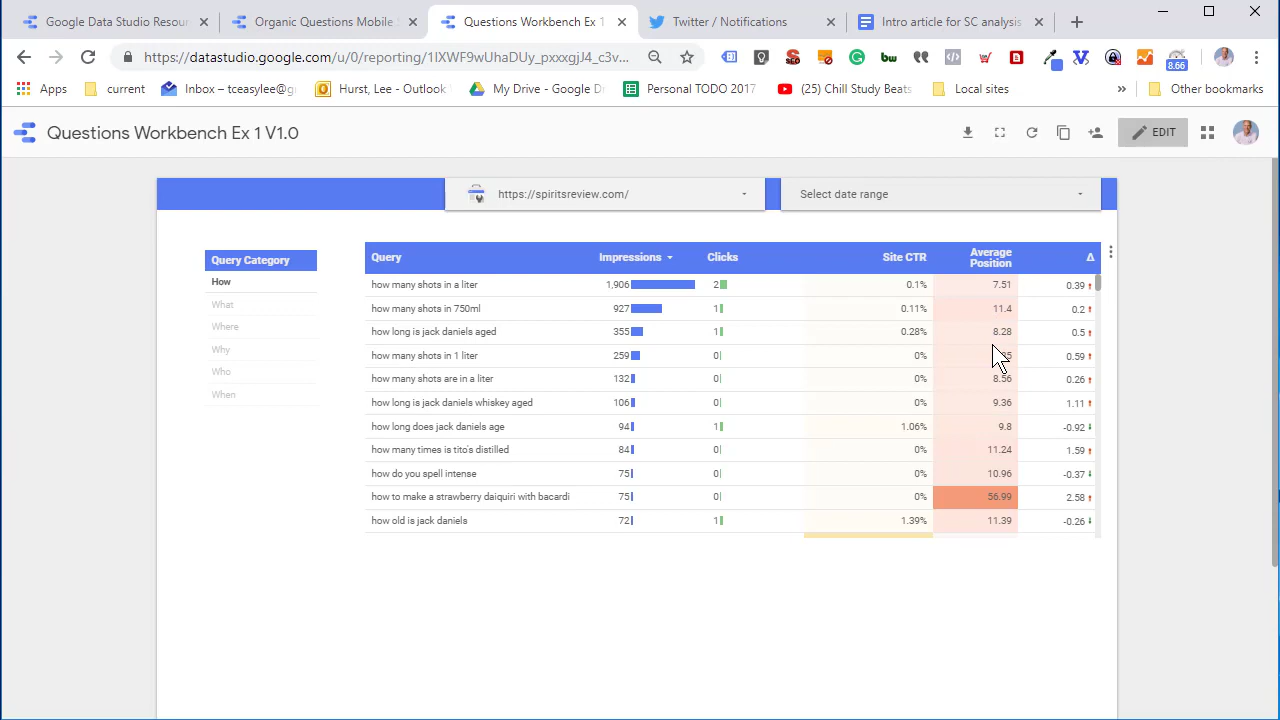 Google Data Studio Resour
Organic Questions Mobile
Questions Workbench Ex 1
Twitter / Notifications
Intro article for SC analysis
https://datastudio.google.com/u/0/reporting/1IXWF9wUhaDUy_pxxxgjJ4_c3v...
8.66
Apps
current
Inbox – tceasylee@g
Hurst, Lee - Outlook
My Drive - Google D
Personal TODO 2017
(25) Chill Study Beats
Local sites
Other bookmarks
Questions Workbench Ex 1 V1.0
EDIT
https://spiritsreview.com/
Select date range
Query Category
How
What
Where
Why
Who
When
Query Impressions Clicks Site CTR Average Position Δ
how many shots in a liter 1,906 2 0.1% 7.51 0.39
how many shots in 750ml 927 1 0.11% 11.4 0.2
how long is jack daniels aged 355 1 0.28% 8.28 0.5
how many shots in 1 liter 259 0 0% 0.59
how many shots are in a liter 132 0 0% 8.56 0.26
how long is jack daniels whiskey aged 106 0 0% 9.36 1.11
how long does jack daniels age 94 1 1.06% 9.8 -0.92
how many times is tito's distilled 84 0 0% 11.24 1.59
how do you spell intense 75 0 0% 10.96 -0.37
how to make a strawberry daiquiri with bacardi 75 0 0% 56.99 2.58
how old is jack daniels 72 1 1.39% 11.39 -0.26